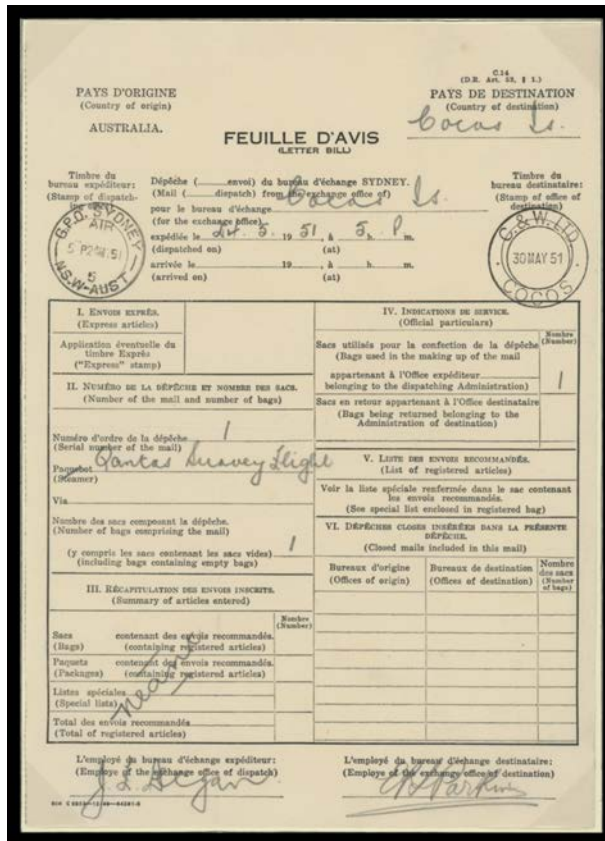 C.14
(D.R. Art. 53, § 1.)
PAYS D'ORIGINE
(Country of origin)
AUSTRALIA.
PAYS DE DESTINATION
(Country of destination)
Cocos Is.
FEUILLE D'AVIS
(LETTER BILL)
Timbre du
bureau expéditeur:
(Stamp of dispatch-
G.P.O. SYDNEY
AIR
5 P
51
5
N.S.W-AUST
Dépêche (      envoi) du bureau d'échange SYDNEY.
(Mail (      dispatch) from the exchange office of)
pour le bureau d'échange Cocos Is.
(for the exchange office)
expédiée le 5. 19 51, à 5 h. P m.
(dispatched on) (at)
arrivée le 19 , à h. m.
(arrived on) (at)
Timbre du
bureau destinataire:
(Stamp of office of
destination)
C. & W. LTD
30 MAY 51
COCOS
I. ENVOIS EXPRÈS.
(Express articles)
Application éventuelle du
timbre Exprès
("Express" stamp)
II. NUMÉRO DE LA DÉPÊCHE ET NOMBRE DES SACS.
(Number of the mail and number of bags)
Numéro d'ordre de la dépêche 1
(Serial number of the mail)
Paquebot Qantas Survey Flight
(Steamer)
Via
Nombre des sacs composant la dépêche.
(Number of bags comprising the mail)
1
(y compris les sacs contenant les sacs vides)
(including bags containing empty bags)
III. RÉCAPITULATION DES ENVOIS INSCRITS.
(Summary of articles entered)
Nombre
(Number)
Sacs contenant des envois recommandés.
(Bags) (containing registered articles)
Paquets contenant des envois recommandés.
(Packages) (containing registered articles)
Listes spéciales
(Special lists)
Total des envois recommandés
(Total of registered articles)
IV. INDICATIONS DE SERVICE.
(Official particulars)
Nombre
(Number)
Sacs utilisés pour la confection de la dépêche
(Bags used in the making up of the mail
appartenant à l'Office expéditeur
belonging to the dispatching Administration)
1
Sacs en retour appartenant à l'Office destinataire
(Bags being returned belonging to the
Administration of destination)
V. LISTE DES ENVOIS RECOMMANDÉS.
(List of registered articles)
Voir la liste spéciale renfermée dans le sac contenant
les envois recommandés.
(See special list enclosed in registered bag)
VI. DÉPÊCHES CLOSES INSÉRÉES DANS LA PRÉSENTE
DÉPÊCHE.
(Closed mails included in this mail)
Bureaux d'origine
(Offices of origin)
Bureaux de destination
(Offices of destination)
Nombre
des sacs
(Number
of bags)
L'employé du bureau d'échange expéditeur:
(Employe of the exchange office of dispatch)
L'employé du bureau d'échange destinataire:
(Employe of the exchange office of destination)